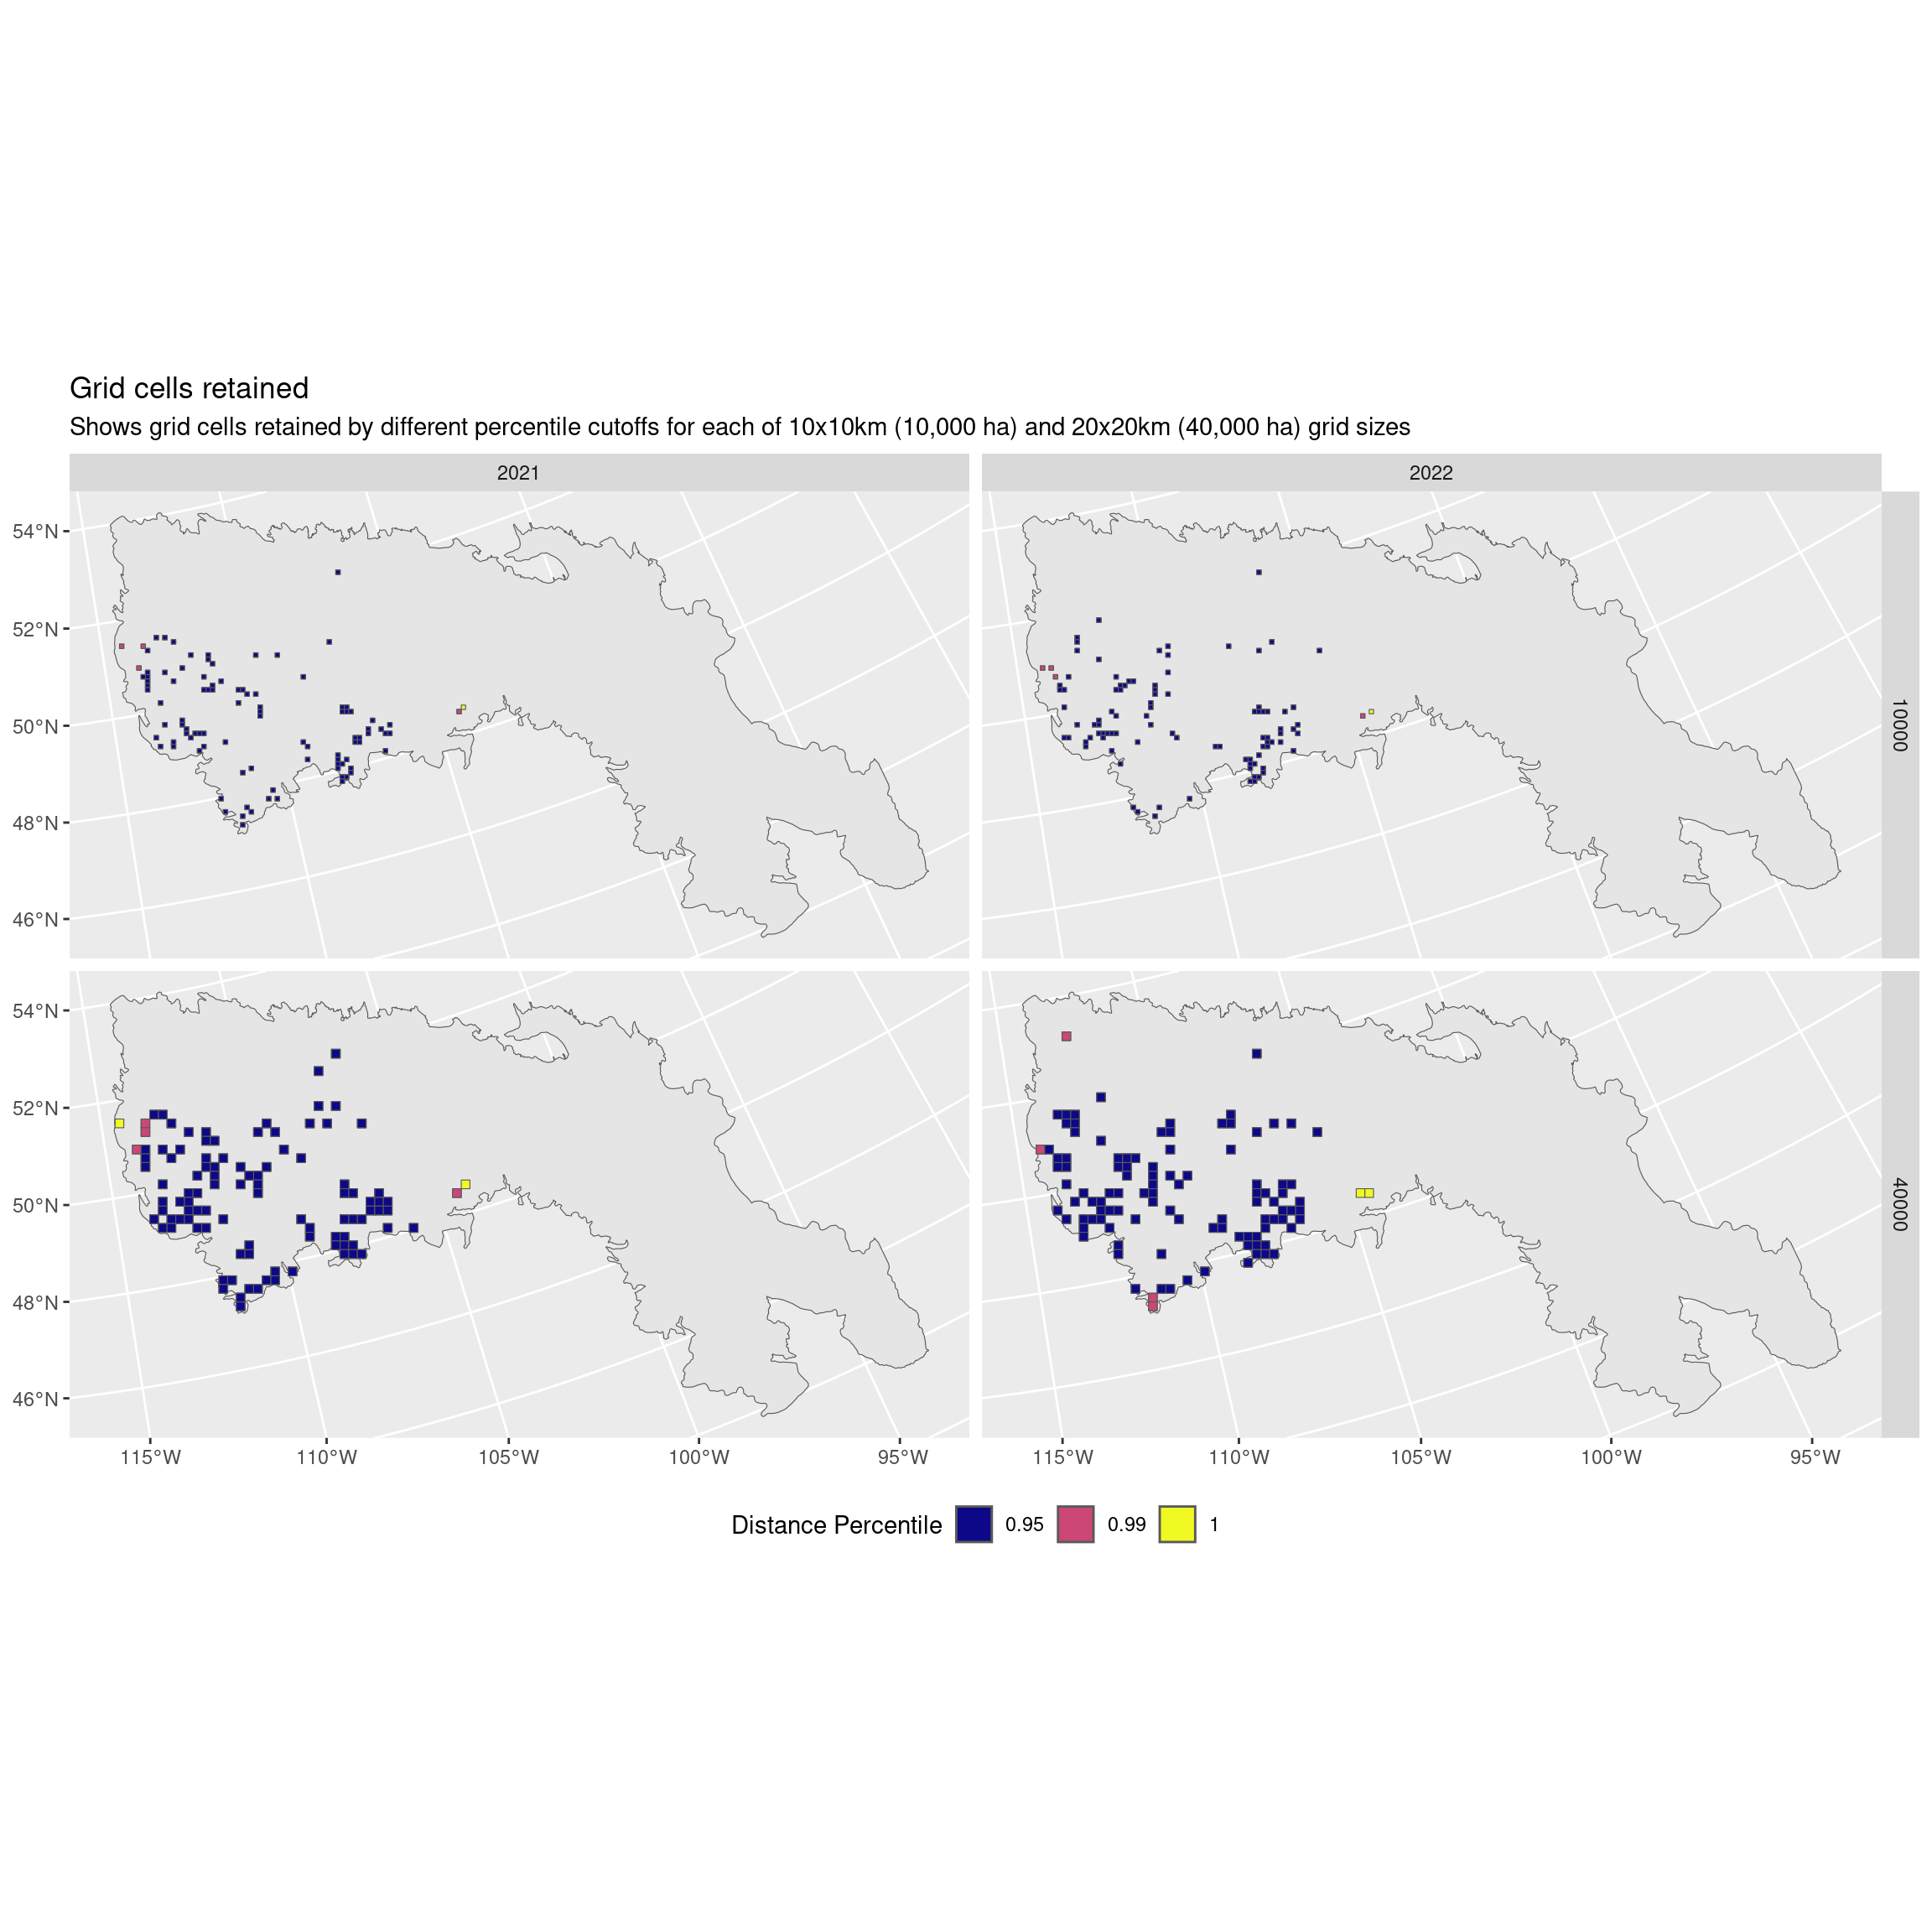 Grid cells retained
Shows grid cells retained by different percentile cutoffs for each of 10x10km (10,000 ha) and 20x20km (40,000 ha) grid sizes
2021
2022
54°N
52°N
50°N
48°N
46°N
10000
54°N
52°N
50°N
48°N
46°N
40000
115°W
110°W
105°W
100°W
95°W
115°W
110°W
105°W
100°W
95°W
Distance Percentile
0.95
0.99
1